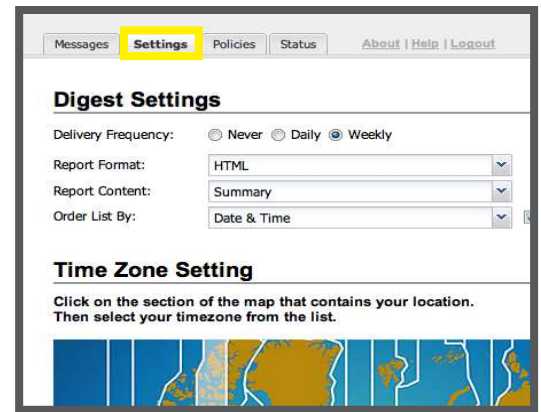 Messages Settings Policies Status About | Help | Logout
Digest Settings
Delivery Frequency: Never Daily Weekly
Report Format: HTML
Report Content: Summary
Order List By: Date & Time
Time Zone Setting
Click on the section of the map that contains your location.
Then select your timezone from the list.